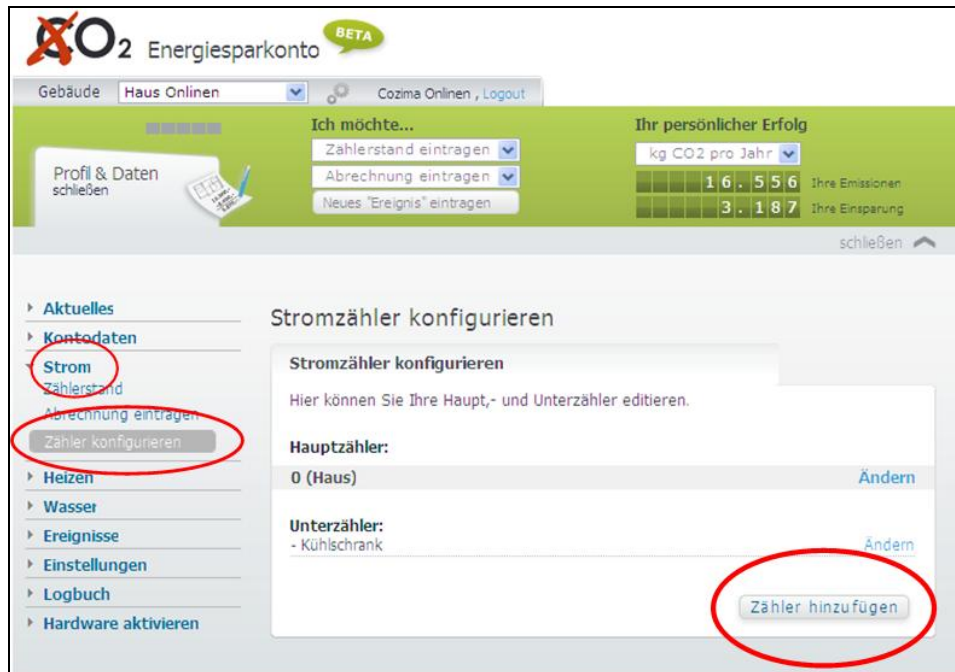 CO2 Energiesparkonto BETA
Gebäude Haus Onlinen Cozima Onlinen , Logout
Profil & Daten
schließen
Ich möchte...
Zählerstand eintragen
Abrechnung eintragen
Neues "Ereignis" eintragen
Ihr persönlicher Erfolg
kg CO2 pro Jahr
16.556 Ihre Emissionen
3.187 Ihre Einsparung
schließen
Aktuelles
Kontodaten
Strom
Zählerstand
Abrechnung eintragen
Zähler konfigurieren
Heizen
Wasser
Ereignisse
Einstellungen
Logbuch
Hardware aktivieren
Stromzähler konfigurieren
Stromzähler konfigurieren
Hier können Sie Ihre Haupt,- und Unterzähler editieren.
Hauptzähler:
0 (Haus) Ändern
Unterzähler:
- Kühlschrank Ändern
Zähler hinzufügen